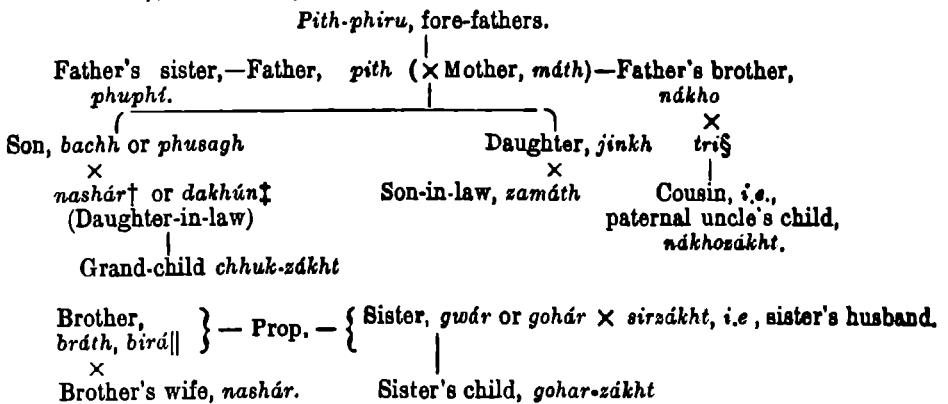 Pith-phiru, fore-fathers.
Father's sister,—Father, pith (× Mother, máth)—Father's brother,
phuphí. nákho
×
Son, bachh or phusagh Daughter, jinkh tri§
× ×
nashár† or dakhún‡ Son-in-law, zamáth Cousin, i.e.,
(Daughter-in-law) paternal uncle's child,
nákhozákht.
Grand-child chhuk-zákht
Brother, } — Prop. — { Sister, gwár or gohár × sirzákht, i.e, sister's husband.
bráth, birá||
×
Brother's wife, nashár. Sister's child, gohar-zákht